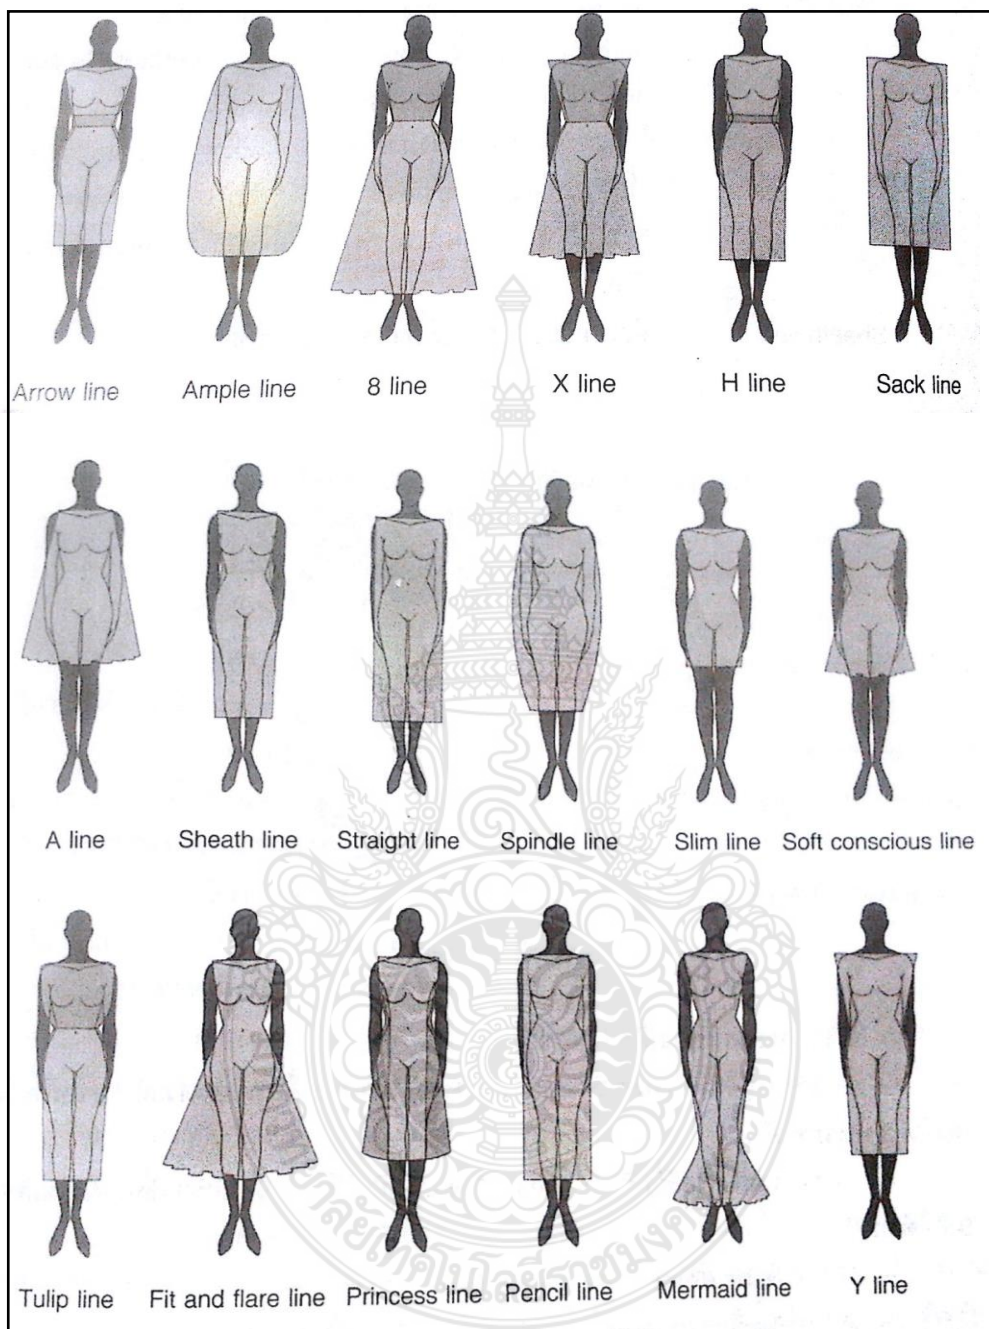 Arrow line
Ample line
8 line
X line
H line
Sack line
A line
Sheath line
Straight line
Spindle line
Slim line
Soft conscious line
Tulip line
Fit and flare line
Princess line
Pencil line
Mermaid line
Y line